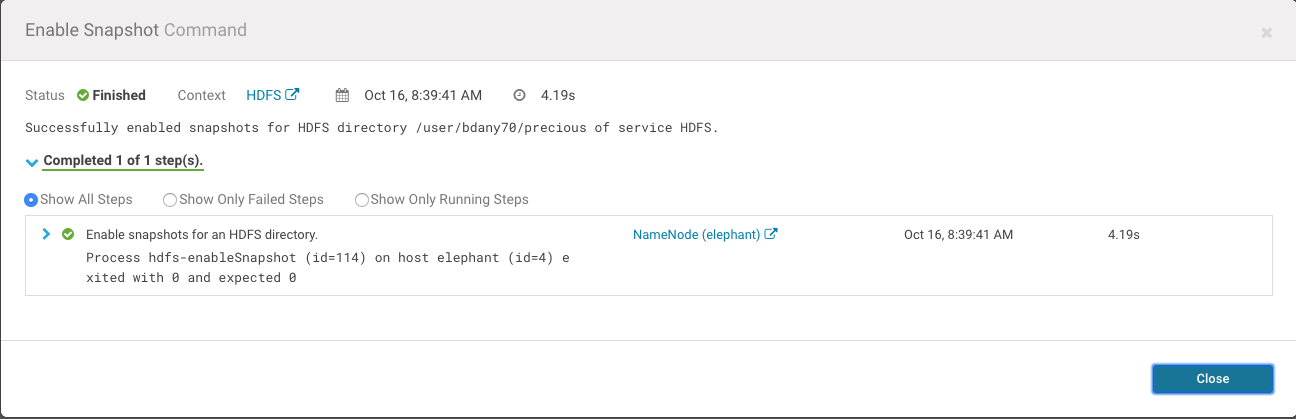 Enable Snapshot Command
Status Finished Context HDFS Oct 16, 8:39:41 AM 4.19s
Successfully enabled snapshots for HDFS directory /user/bdany70/precious of service HDFS.
Completed 1 of 1 step(s).
Show All Steps Show Only Failed Steps Show Only Running Steps
Enable snapshots for an HDFS directory. NameNode (elephant) Oct 16, 8:39:41 AM 4.19s
Process hdfs-enableSnapshot (id=114) on host elephant (id=4) e
xited with 0 and expected 0
Close